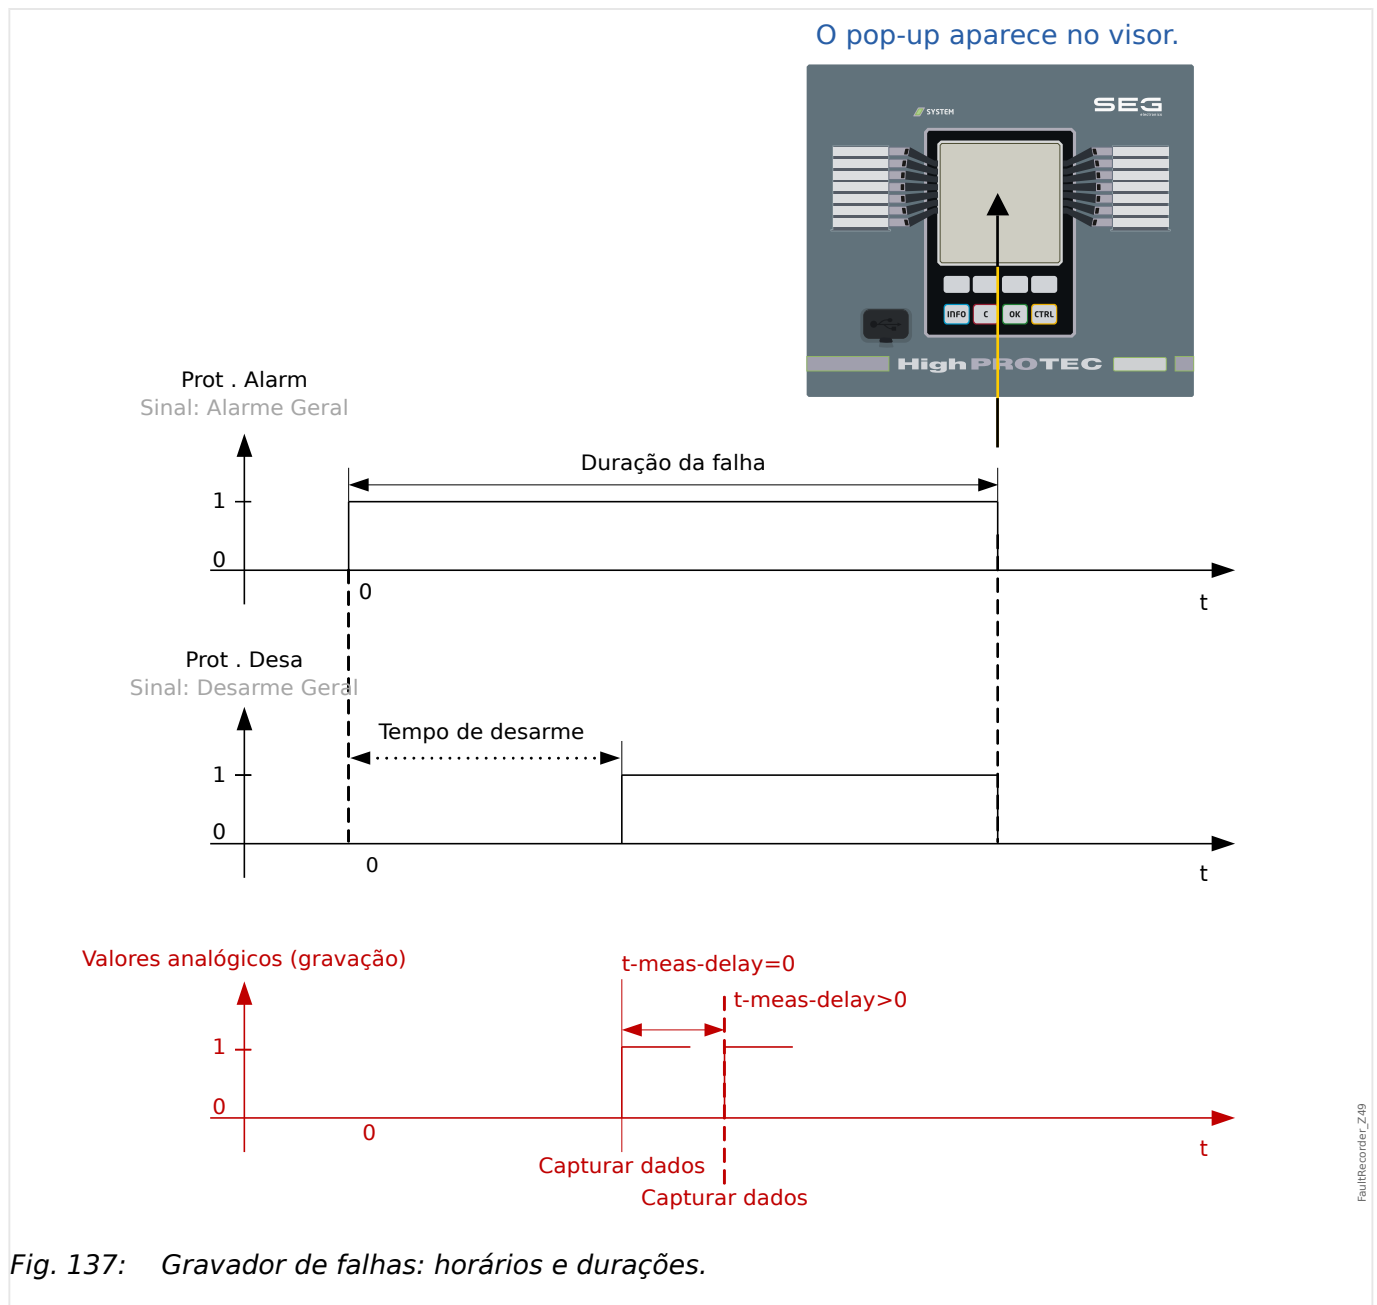 O pop-up aparece no visor.
SYSTEM
SEG
INFO
C
OK
CTRL
HighPROTEC
Prot . Alarm
Sinal: Alarme Geral
Duração da falha
1
0
0
t
Prot . Desa
Sinal: Desarme Geral
Tempo de desarme
1
0
0
t
Valores analógicos (gravação)
t-meas-delay=0
t-meas-delay>0
1
0
0
t
Capturar dados
Capturar dados
FaultRecorder_Z49
Fig. 137: Gravador de falhas: horários e durações.